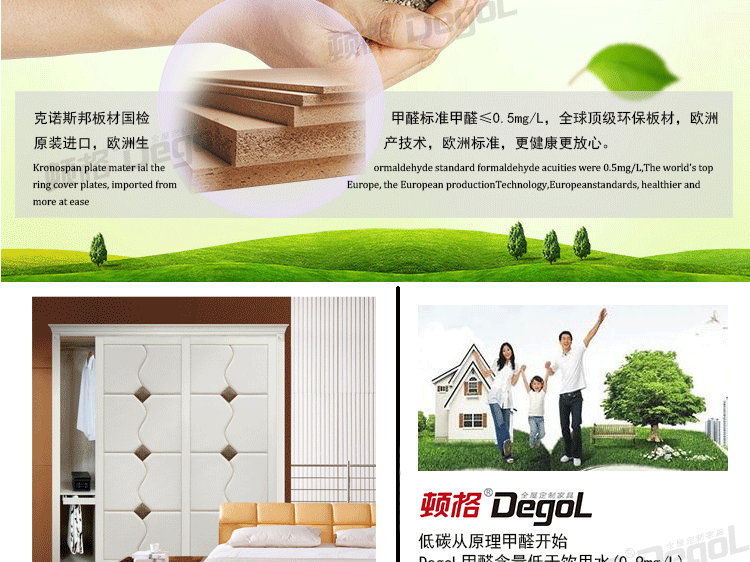 顿格 DegoL
克诺斯邦板材国检 甲醛标准甲醛≤0.5mg/L，全球顶级环保板材，欧洲
原装进口，欧洲生 产技术，欧洲标准，更健康更放心。
Kronospan plate mater ial the ormaldehyde standard formaldehyde acuities were 0.5mg/L,The world's top
ring cover plates, imported from Europe, the European productionTechnology,Europeanstandards, healthier and
more at ease
顿格® DegoL 全屋定制家具
低碳从原理甲醛开始
DegoL甲醛含量低于饮用水(0.9mg/L)